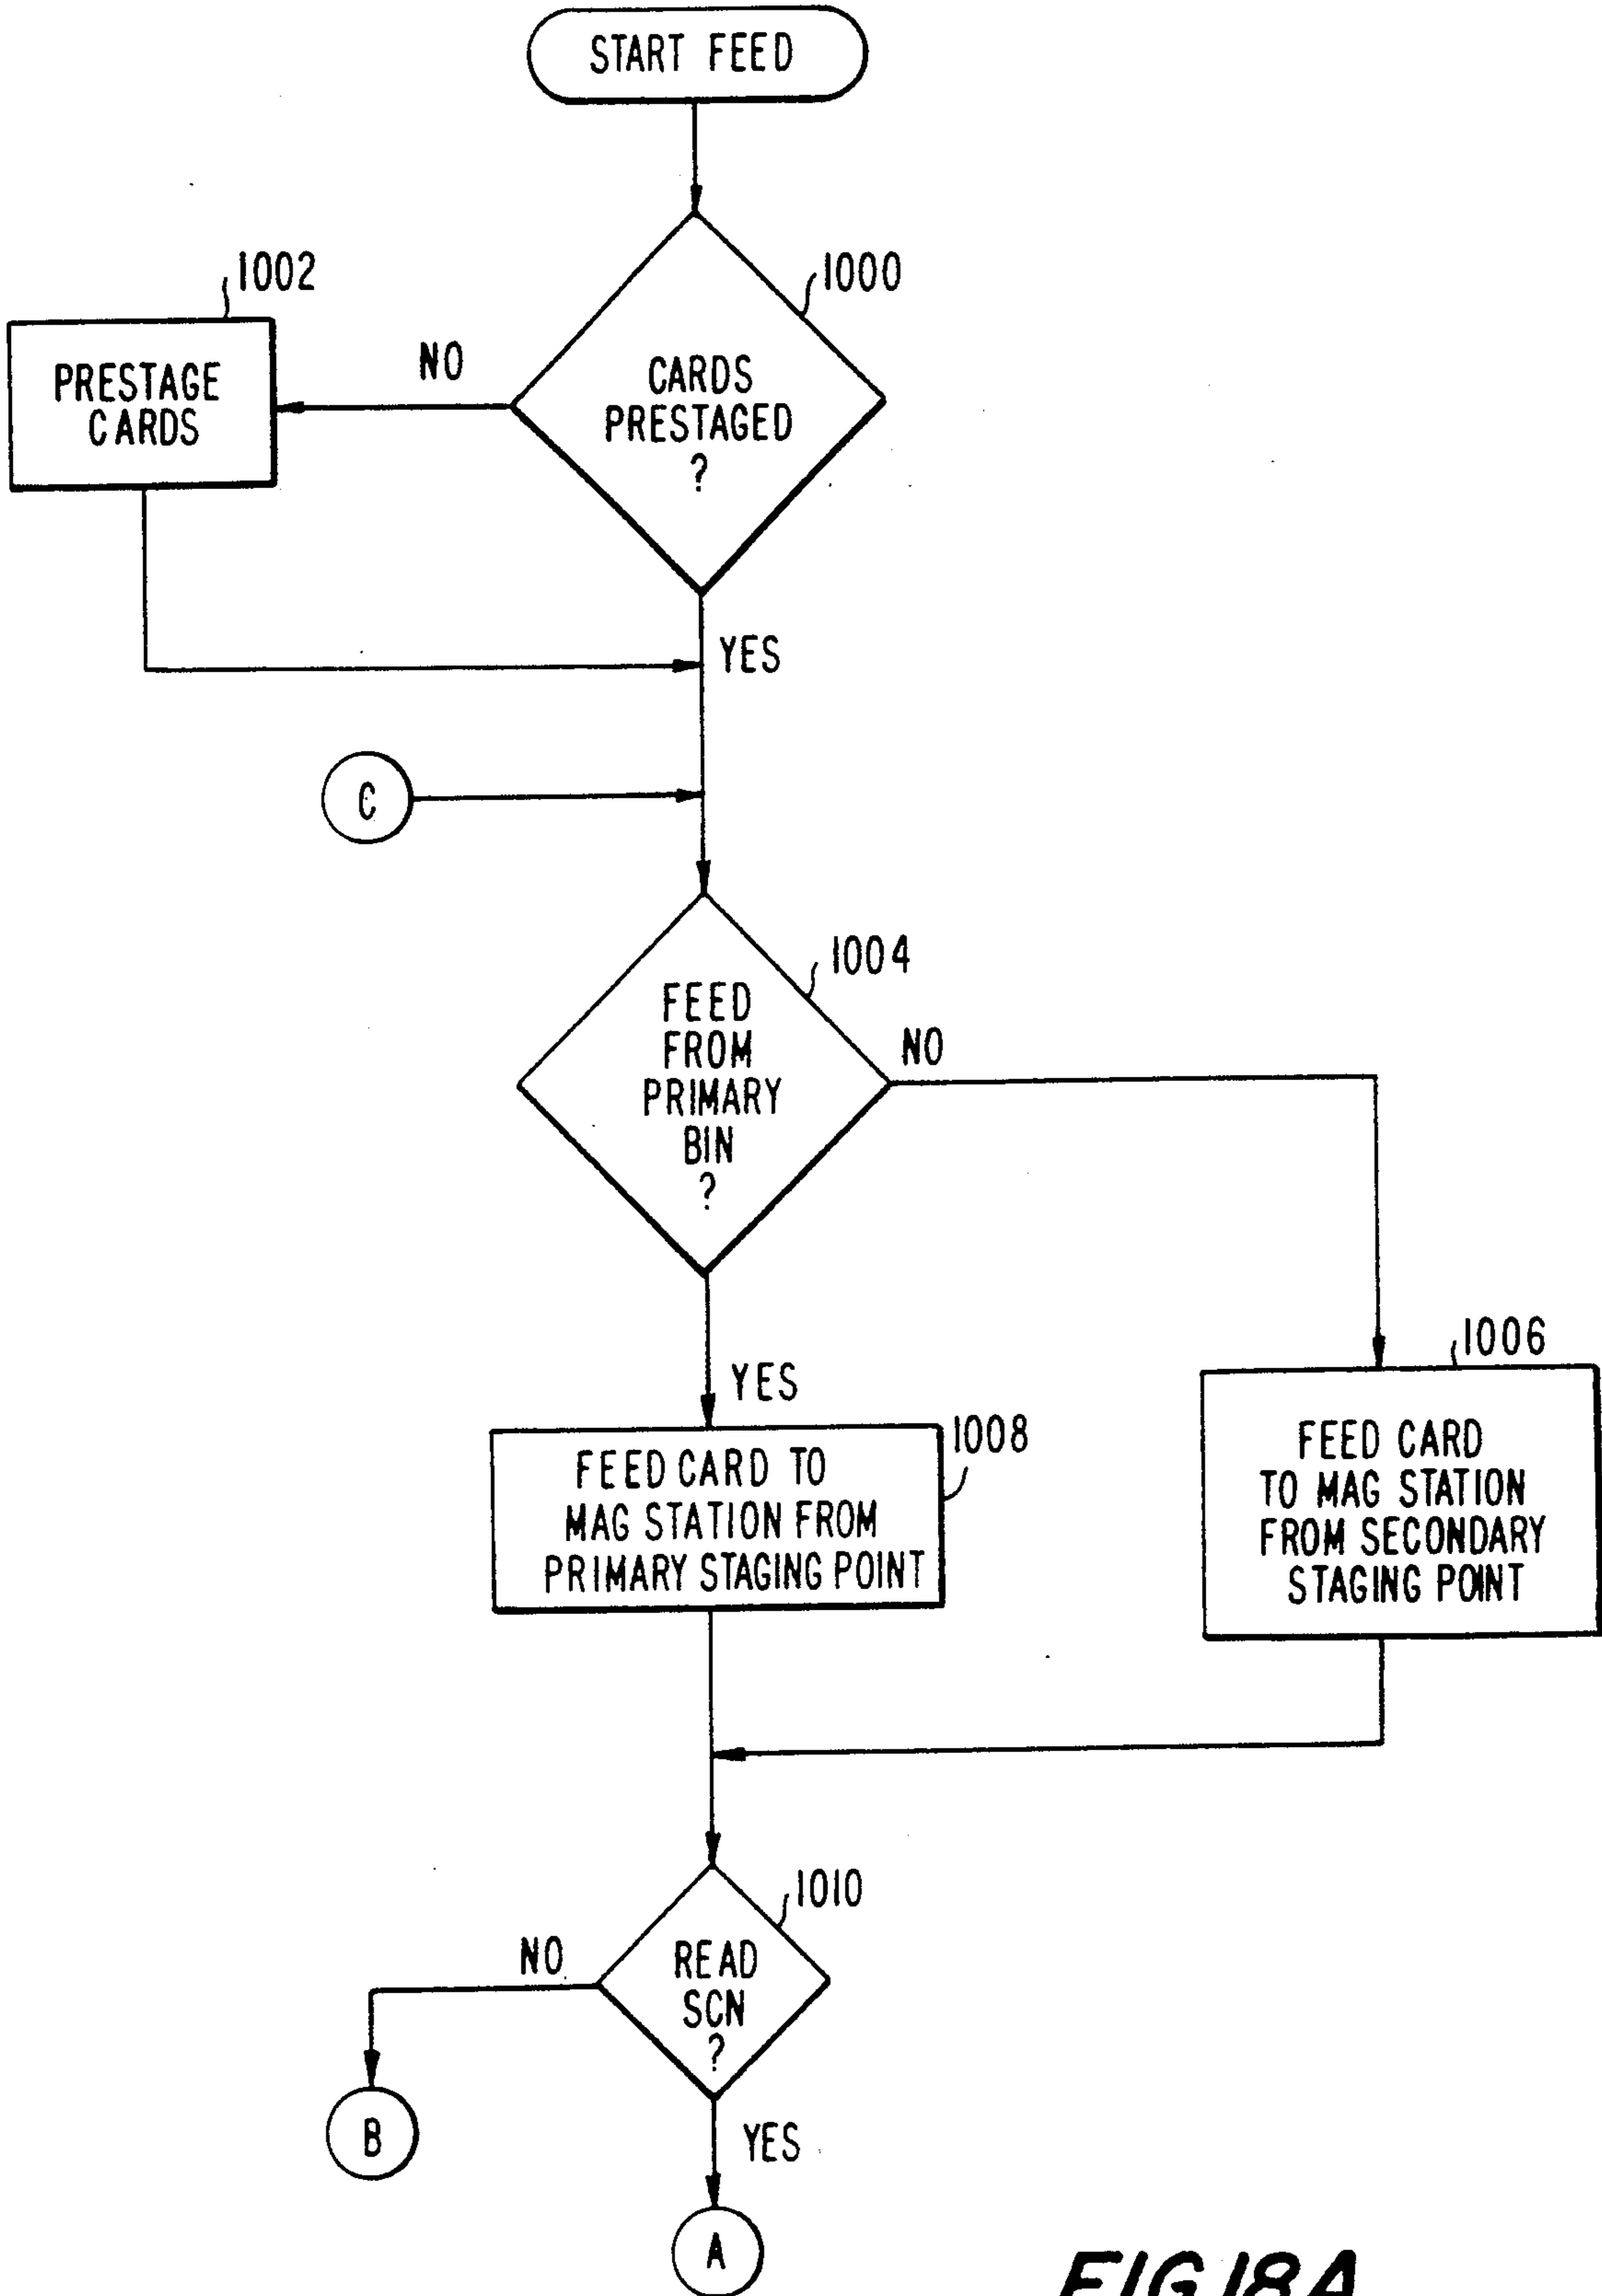 START FEED
1000
1002
CARDS
PRESTAGED
?
NO
PRESTAGE
CARDS
YES
C
1004
FEED
FROM
PRIMARY
BIN
?
NO
1006
YES
1008
FEED CARD TO
MAG STATION FROM
PRIMARY STAGING POINT
FEED CARD
TO MAG STATION
FROM SECONDARY
STAGING POINT
1010
READ
SCN
?
NO
B
YES
A
FIG.18A